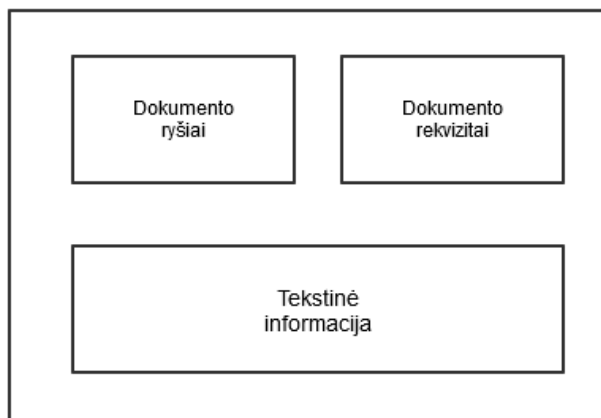 Dokumento
ryšiai
Dokumento
rekvizitai
Tekstinė
informacija